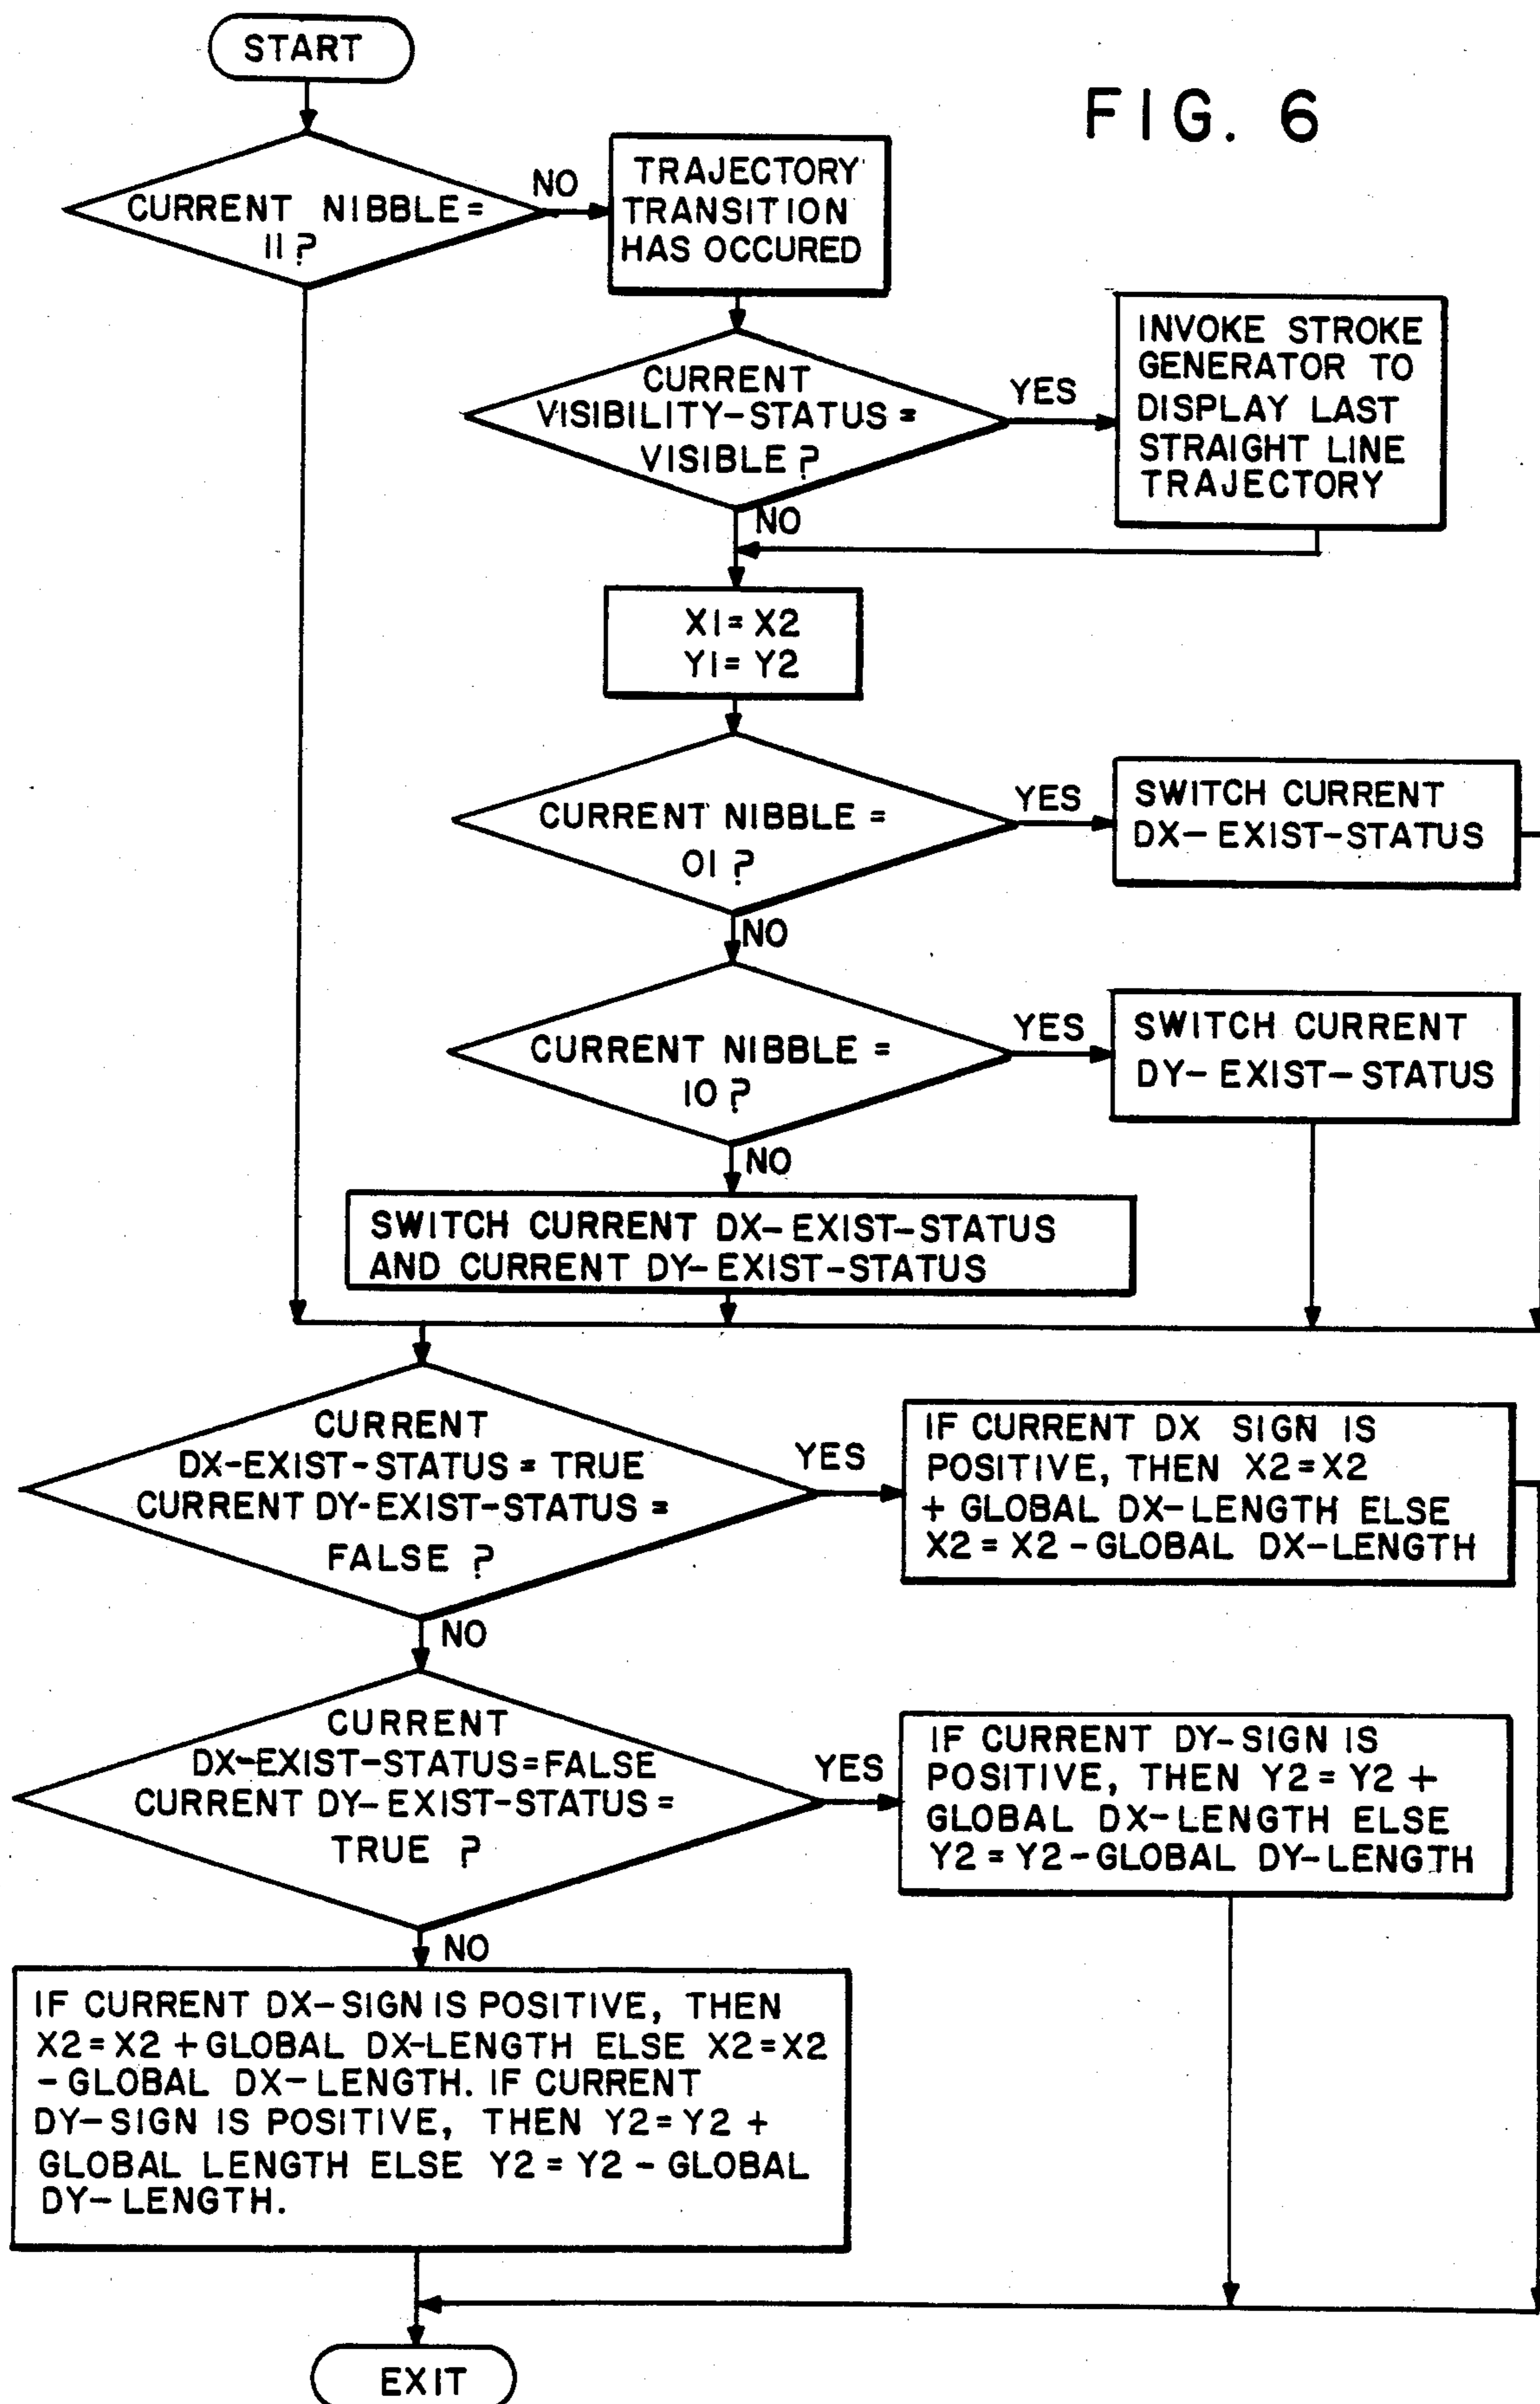 START
FIG. 6
CURRENT NIBBLE =
11 ?
NO
TRAJECTORY
TRANSITION
HAS OCCURED
CURRENT
VISIBILITY-STATUS =
VISIBLE ?
YES
INVOKE STROKE
GENERATOR TO
DISPLAY LAST
STRAIGHT LINE
TRAJECTORY
NO
X1 = X2
Y1 = Y2
CURRENT NIBBLE =
01 ?
YES
SWITCH CURRENT
DX-EXIST-STATUS
NO
CURRENT NIBBLE =
10 ?
YES
SWITCH CURRENT
DY-EXIST-STATUS
NO
SWITCH CURRENT DX-EXIST-STATUS
AND CURRENT DY-EXIST-STATUS
CURRENT
DX-EXIST-STATUS = TRUE
CURRENT DY-EXIST-STATUS =
FALSE ?
YES
IF CURRENT DX SIGN IS
POSITIVE, THEN X2=X2
+ GLOBAL DX-LENGTH ELSE
X2 = X2 - GLOBAL DX-LENGTH
NO
CURRENT
DX-EXIST-STATUS=FALSE
CURRENT DY-EXIST-STATUS =
TRUE ?
YES
IF CURRENT DY-SIGN IS
POSITIVE, THEN Y2 = Y2 +
GLOBAL DX-LENGTH ELSE
Y2 = Y2-GLOBAL DY-LENGTH
NO
IF CURRENT DX-SIGN IS POSITIVE, THEN
X2=X2 + GLOBAL DX-LENGTH ELSE X2=X2
- GLOBAL DX-LENGTH. IF CURRENT
DY-SIGN IS POSITIVE, THEN Y2=Y2 +
GLOBAL LENGTH ELSE Y2 = Y2 - GLOBAL
DY-LENGTH.
EXIT